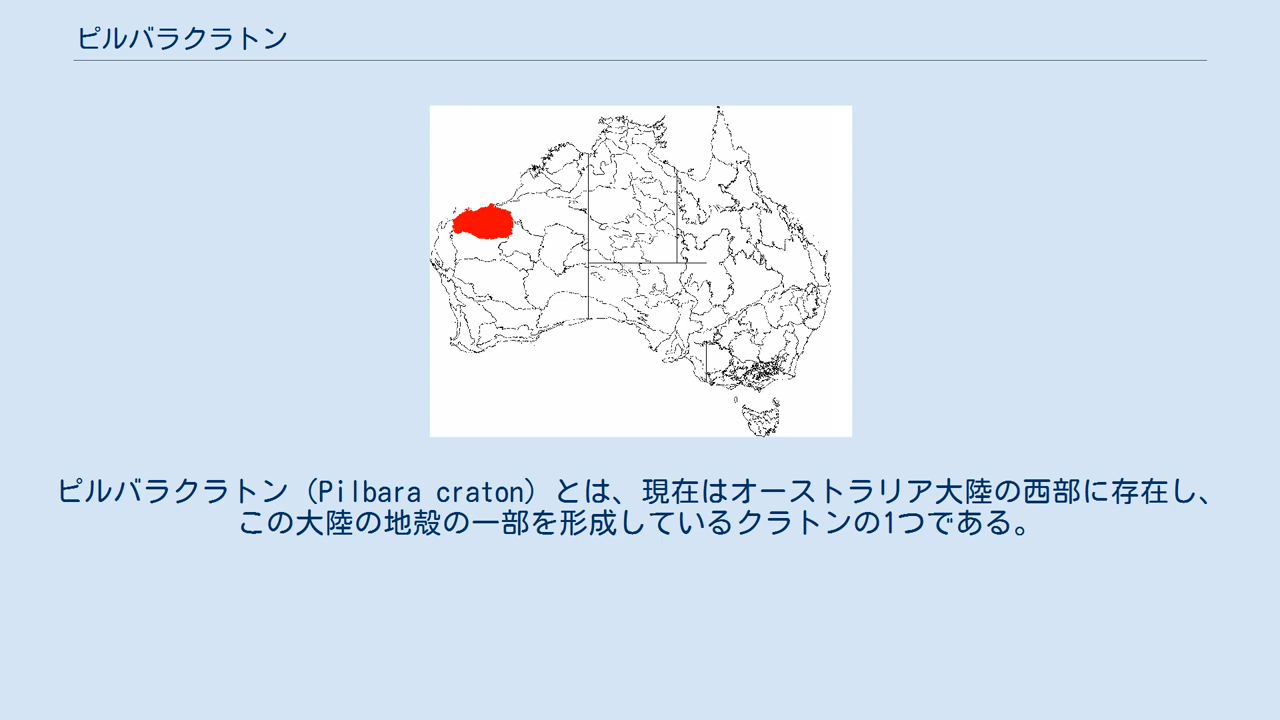 ピルバラクラトン
ピルバラクラトン（Pilbara craton）とは、現在はオーストラリア大陸の西部に存在し、
この大陸の地殻の一部を形成しているクラトンの1つである。